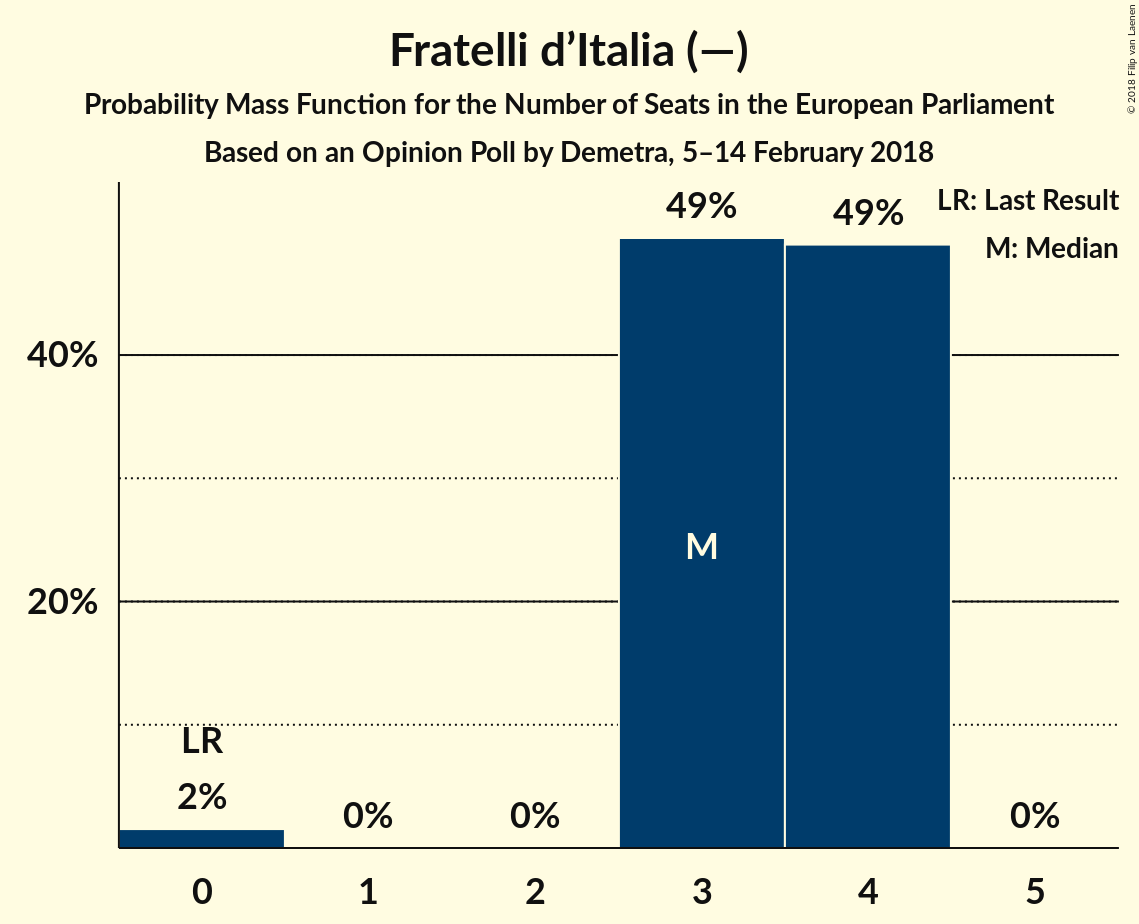 Fratelli d’Italia (—)
Probability Mass Function for the Number of Seats in the European Parliament
Based on an Opinion Poll by Demetra, 5–14 February 2018
© 2018 Filip van Laenen
LR: Last Result
M: Median
49%
49%
40%
M
20%
LR
2%
0%
0%
0%
0
1
2
3
4
5